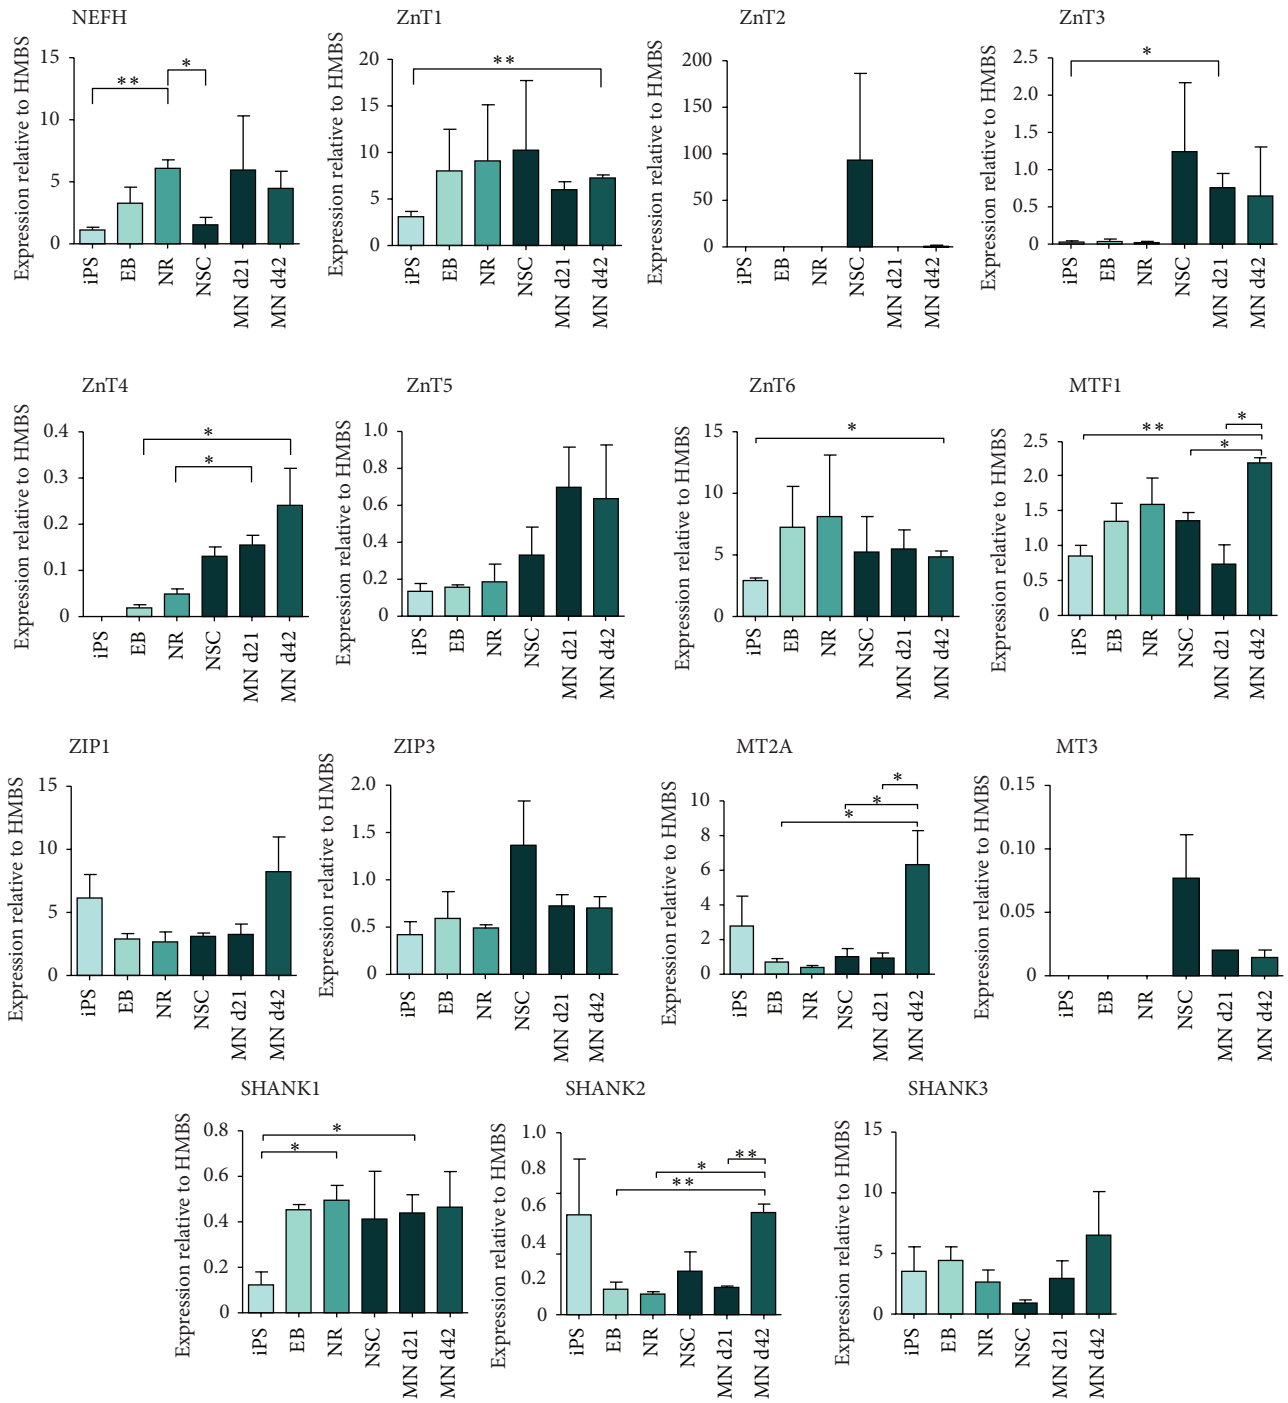 NEFH
Expression relative to HMBS
15
10
5
0
**
*
iPS
EB
NR
NSC
MN d21
MN d42
ZnT1
Expression relative to HMBS
20
15
10
5
0
**
iPS
EB
NR
NSC
MN d21
MN d42
ZnT2
Expression relative to HMBS
200
150
100
50
0
iPS
EB
NR
NSC
MN d21
MN d42
ZnT3
Expression relative to HMBS
2.5
2.0
1.5
1.0
0.5
0
*
iPS
EB
NR
NSC
MN d21
MN d42
ZnT4
Expression relative to HMBS
0.4
0.3
0.2
0.1
0
*
*
iPS
EB
NR
NSC
MN d21
MN d42
ZnT5
Expression relative to HMBS
1.0
0.8
0.6
0.4
0.2
0
iPS
EB
NR
NSC
MN d21
MN d42
ZnT6
Expression relative to HMBS
15
10
5
0
*
iPS
EB
NR
NSC
MN d21
MN d42
MTF1
Expression relative to HMBS
2.5
2.0
1.5
1.0
0.5
0
*
**
*
iPS
EB
NR
NSC
MN d21
MN d42
ZIP1
Expression relative to HMBS
15
10
5
0
iPS
EB
NR
NSC
MN d21
MN d42
ZIP3
Expression relative to HMBS
2.0
1.5
1.0
0.5
0
iPS
EB
NR
NSC
MN d21
MN d42
MT2A
Expression relative to HMBS
10
8
6
4
2
0
*
*
*
iPS
EB
NR
NSC
MN d21
MN d42
MT3
Expression relative to HMBS
0.15
0.10
0.05
0
iPS
EB
NR
NSC
MN d21
MN d42
SHANK1
Expression relative to HMBS
0.8
0.6
0.4
0.2
0
*
*
iPS
EB
NR
NSC
MN d21
MN d42
SHANK2
Expression relative to HMBS
1.0
0.8
0.6
0.4
0.2
0
**
*
**
iPS
EB
NR
NSC
MN d21
MN d42
SHANK3
Expression relative to HMBS
15
10
5
0
iPS
EB
NR
NSC
MN d21
MN d42